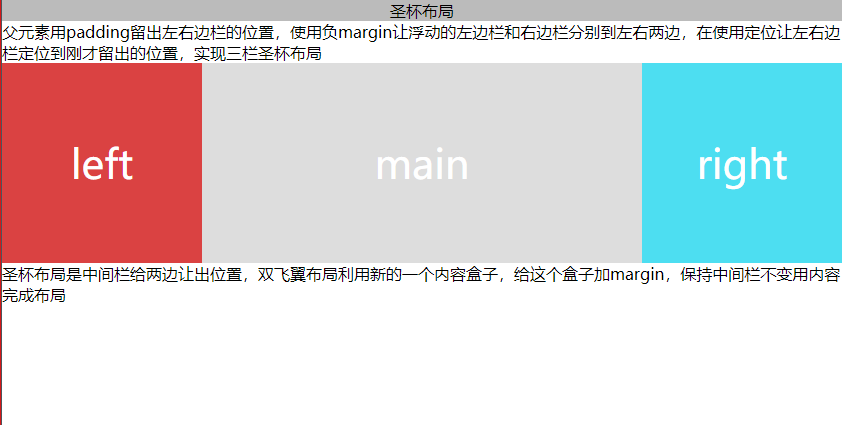 圣杯布局
父元素用padding留出左右边栏的位置，使用负margin让浮动的左边栏和右边栏分别到左右两边，在使用定位让左右边
栏定位到刚才留出的位置，实现三栏圣杯布局
left
main
right
圣杯布局是中间栏给两边让出位置，双飞翼布局利用新的一个内容盒子，给这个盒子加margin，保持中间栏不变用内容
完成布局